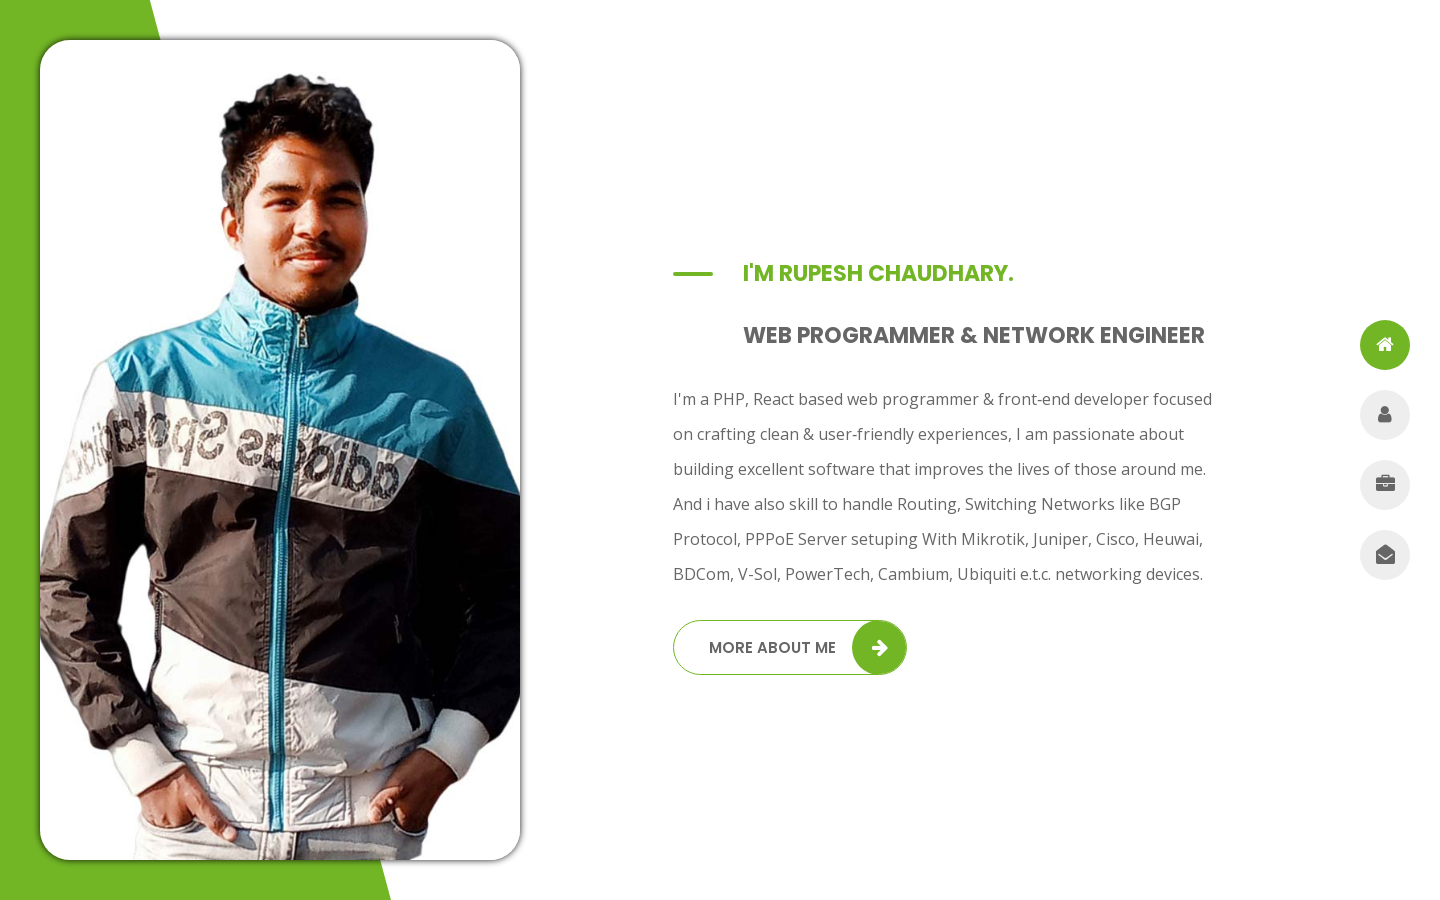 I'M RUPESH CHAUDHARY.
WEB PROGRAMMER & NETWORK ENGINEER
I'm a PHP, React based web programmer & front-end developer focused
on crafting clean & user-friendly experiences, I am passionate about
building excellent software that improves the lives of those around me.
And i have also skill to handle Routing, Switching Networks like BGP
Protocol, PPPoE Server setuping With Mikrotik, Juniper, Cisco, Heuwai,
BDCom, V-Sol, PowerTech, Cambium, Ubiquiti e.t.c. networking devices.
MORE ABOUT ME
adidas Sports